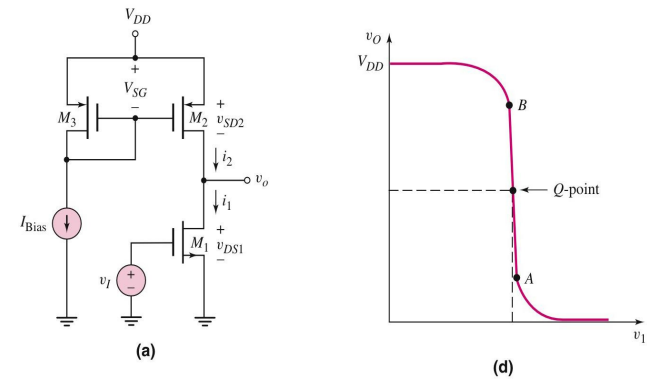 V_DD
+
V_SG
−
M_3
M_2
+
v_SD2
−
i_2
v_o
i_1
I_Bias
M_1
+
v_DS1
−
v_I
+
−
(a)
v_O
V_DD
B
Q-point
A
v_1
(d)